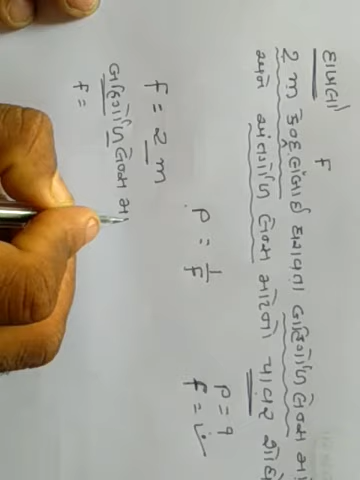 દાખલો
F
2 m કેન્દ્રલંબાઈ ધરાવતા બહિર્ગોળ લેન્સ
અને અંતર્ગોળ લેન્સ માટેનો પાવર શોધો
P = 1/f
P = ?
f = 2 m
f = ✓
બહિર્ગોળ લેન્સ મા
f =